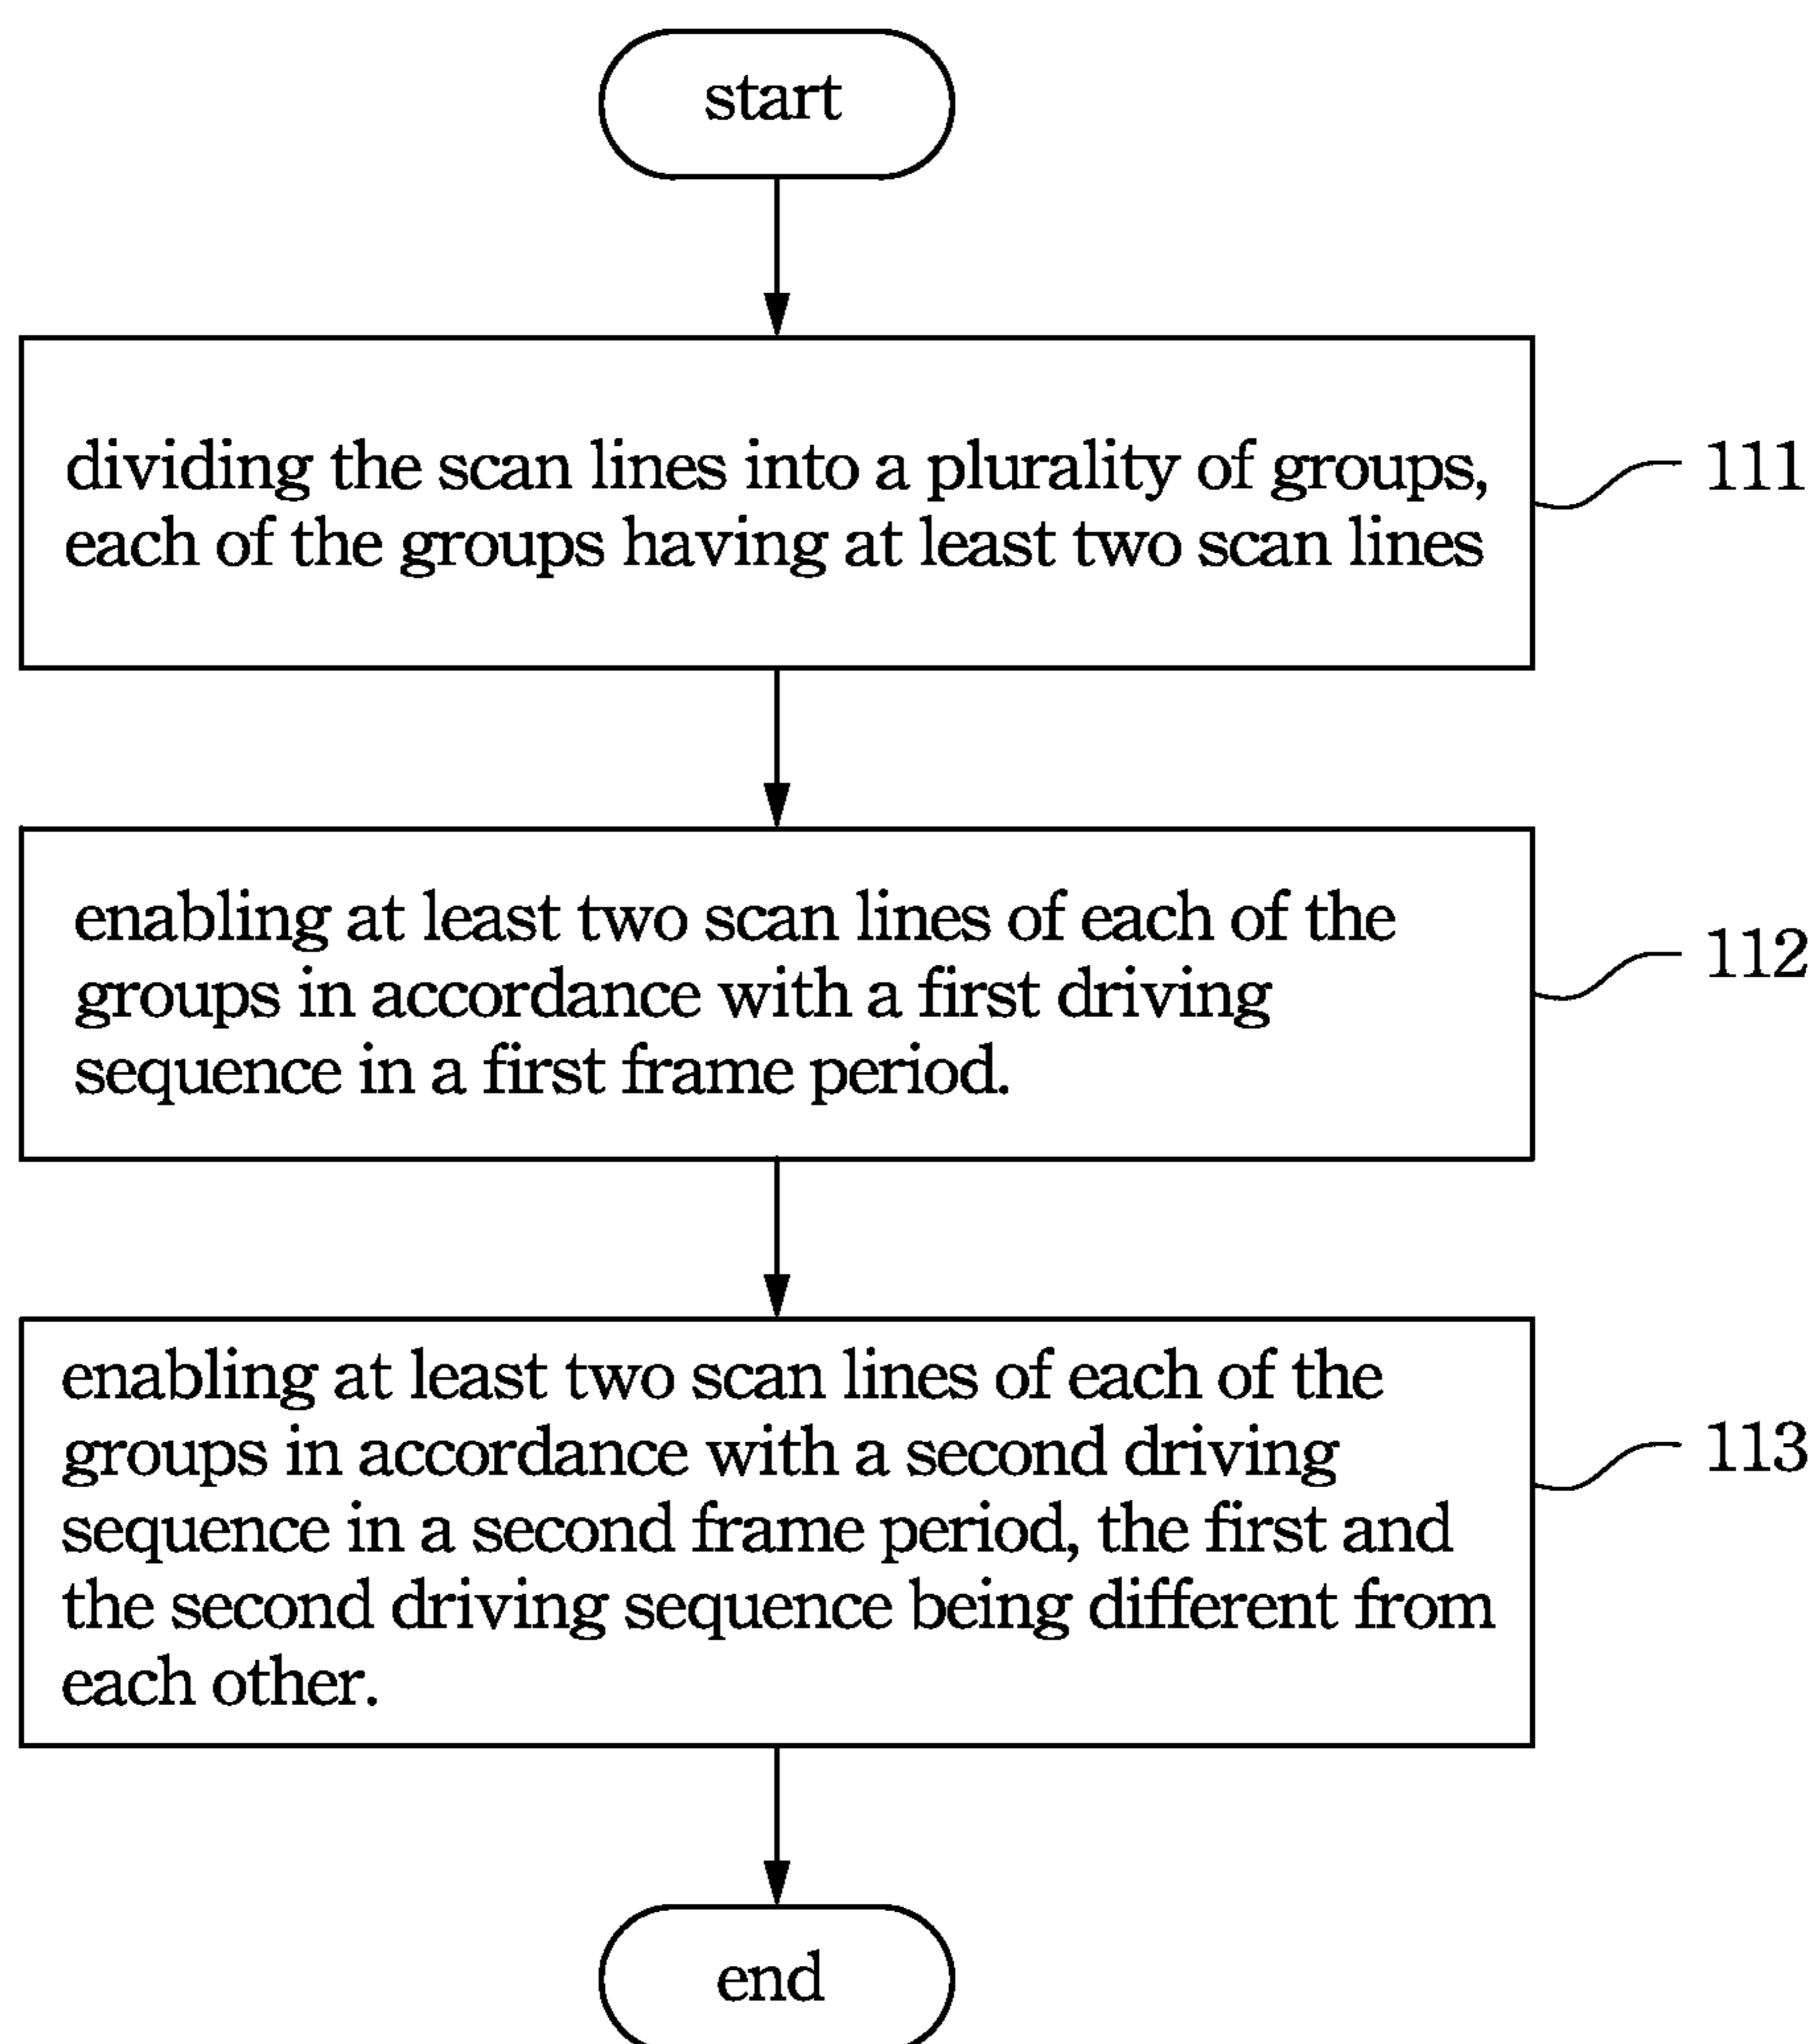 start
dividing the scan lines into a plurality of groups,
each of the groups having at least two scan lines
111
enabling at least two scan lines of each of the
groups in accordance with a first driving
sequence in a first frame period.
112
enabling at least two scan lines of each of the
groups in accordance with a second driving
sequence in a second frame period, the first and
the second driving sequence being different from
each other.
113
end